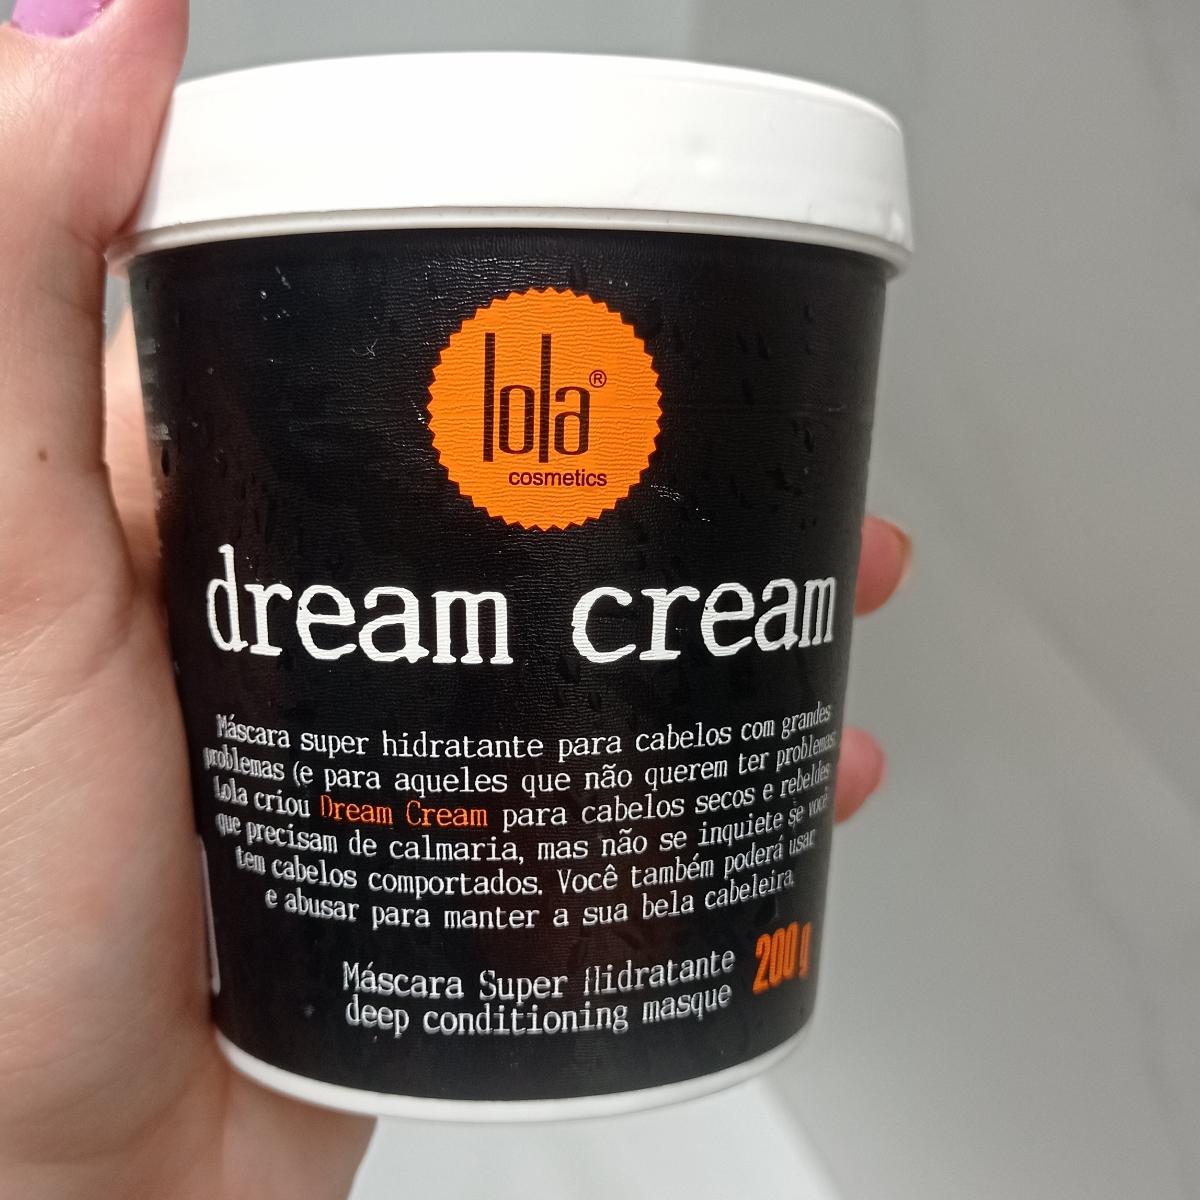 lola®
cosmetics
dream cream
Máscara super hidratante para cabelos com grandes
problemas (e para aqueles que não querem ter problemas
Lola criou Dream Cream para cabelos secos e rebeldes
que precisam de calmaria, mas não se inquiete se você
tem cabelos comportados. Você também poderá usar
e abusar para manter a sua bela cabeleira.
Máscara Super Hidratante 200 g
deep conditioning masque